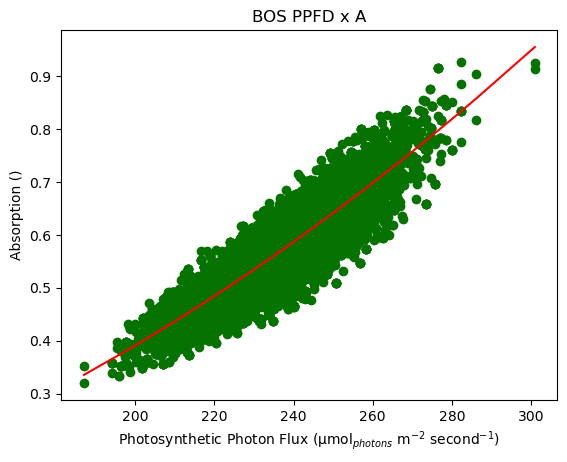 BOS PPFD x A
Absorption ()
0.9
0.8
0.7
0.6
0.5
0.4
0.3
200 220 240 260 280 300
Photosynthetic Photon Flux (μmol$_{photons}$ m$^{-2}$ second$^{-1}$)